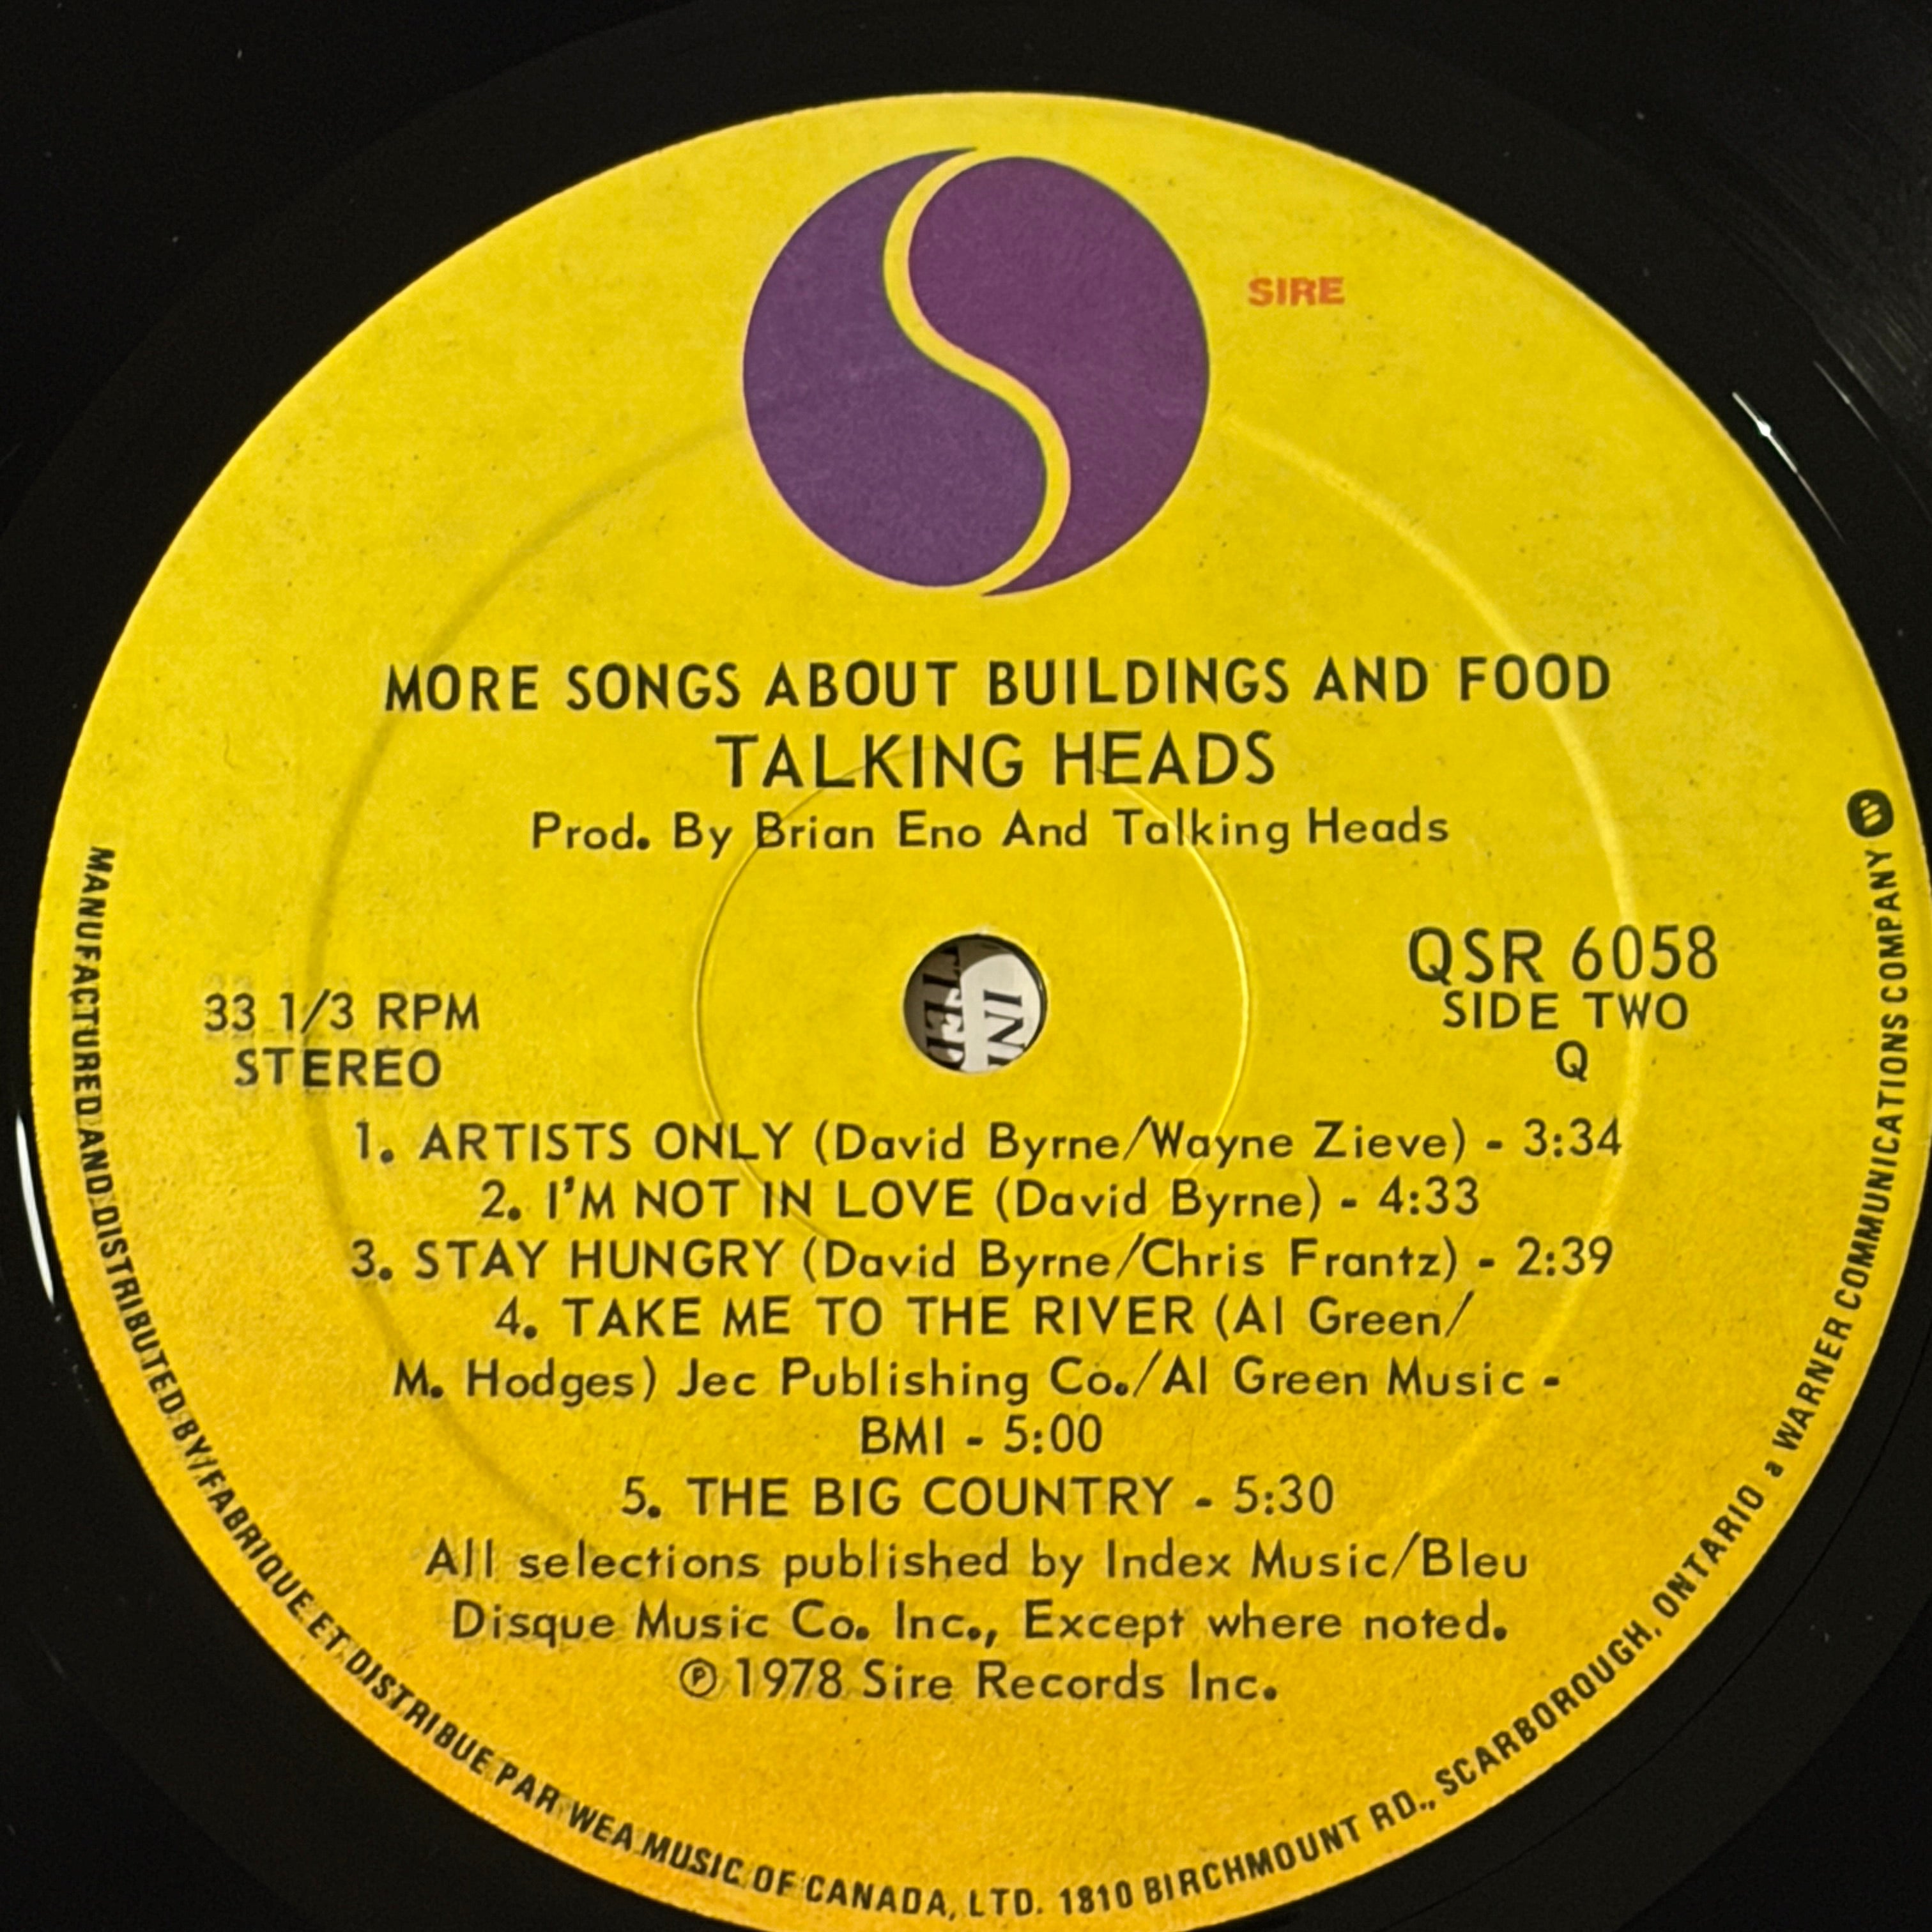 SIRE
MORE SONGS ABOUT BUILDINGS AND FOOD
TALKING HEADS
Prod. By Brian Eno And Talking Heads
33 1/3 RPM
STEREO
QSR 6058
SIDE TWO
Q
1. ARTISTS ONLY (David Byrne/Wayne Zieve) - 3:34
2. I'M NOT IN LOVE (David Byrne) - 4:33
3. STAY HUNGRY (David Byrne/Chris Frantz) - 2:39
4. TAKE ME TO THE RIVER (Al Green/
M. Hodges) Jec Publishing Co./Al Green Music -
BMI - 5:00
5. THE BIG COUNTRY - 5:30
All selections published by Index Music/Bleu
Disque Music Co. Inc., Except where noted.
Ⓟ 1978 Sire Records Inc.
MANUFACTURED AND DISTRIBUTED BY/FABRIQUE ET DISTRIBUE PAR WEA MUSIC OF CANADA, LTD. 1810 BIRCHMOUNT RD., SCARBOROUGH, ONTARIO a WARNER COMMUNICATIONS COMPANY